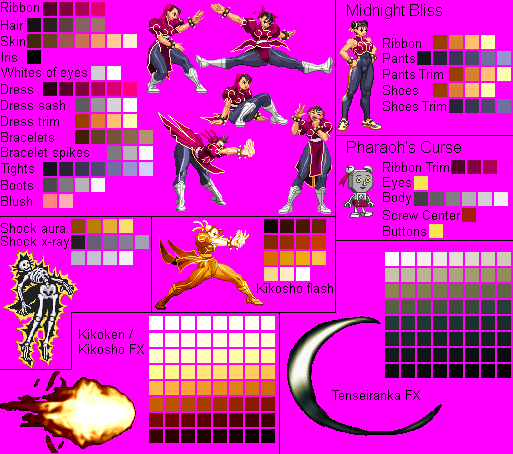 Ribbon
Hair
Skin
Iris
Whites of eyes
Dress
Dress sash
Dress trim
Bracelets
Bracelet spikes
Tights
Boots
Blush
Midnight Bliss
Ribbon
Pants
Pants Trim
Shoes
Shoes Trim
Pharaoh's Curse
Ribbon Trim
Eyes
Body
Screw Center
Buttons
Shock aura
Shock x-ray
Kikosho flash
Kikoken /
Kikosho FX
Tenseiranka FX